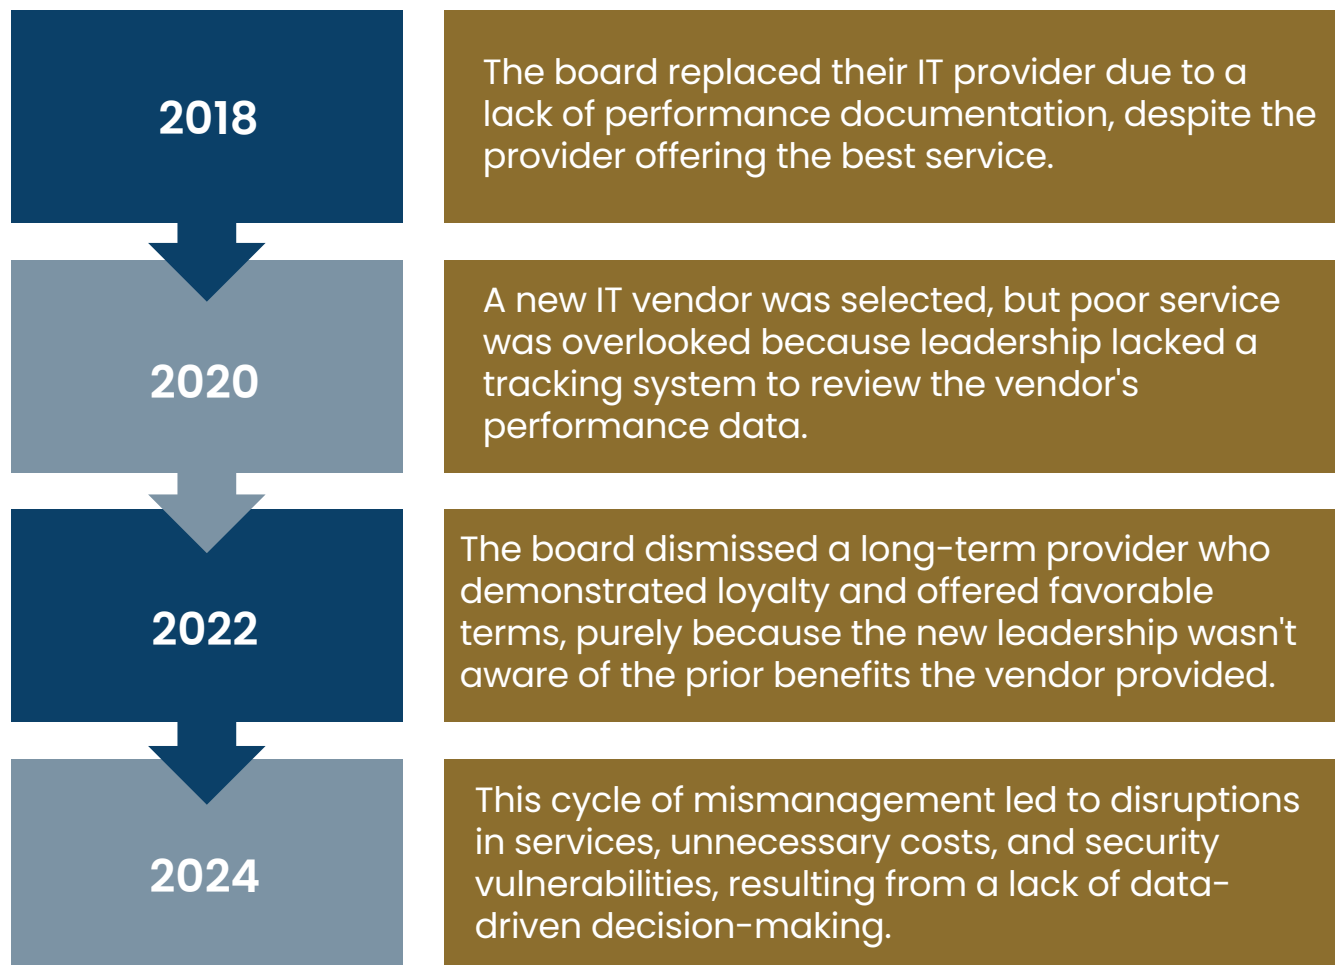 2018
The board replaced their IT provider due to a
lack of performance documentation, despite the
provider offering the best service.
2020
A new IT vendor was selected, but poor service
was overlooked because leadership lacked a
tracking system to review the vendor's
performance data.
2022
The board dismissed a long-term provider who
demonstrated loyalty and offered favorable
terms, purely because the new leadership wasn't
aware of the prior benefits the vendor provided.
2024
This cycle of mismanagement led to disruptions
in services, unnecessary costs, and security
vulnerabilities, resulting from a lack of data-
driven decision-making.